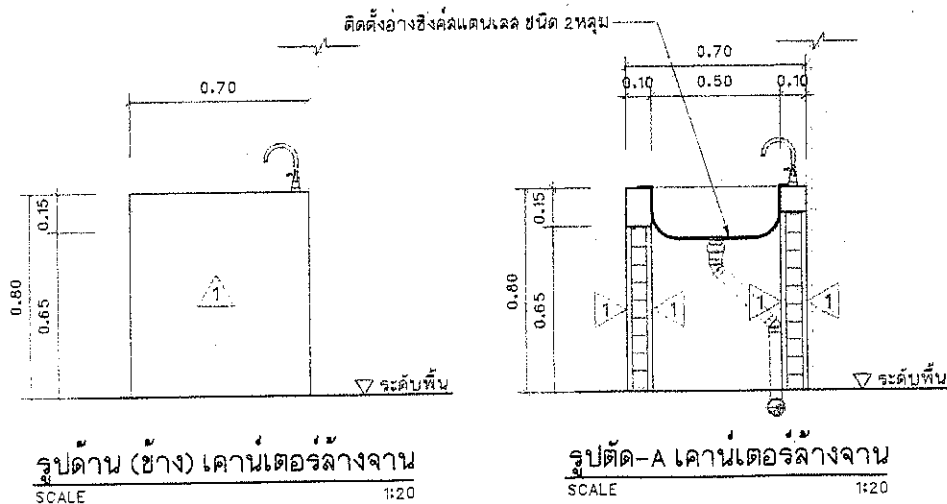 ติดตั้งอ่างซิงค์สแตนเลส ชนิด 2หลุม
0.70
0.70
0.10 0.50 0.10
0.15
0.80
0.65
1
0.15
0.80
0.65
1 1 1 1
ระดับพื้น
ระดับพื้น
รูปด้าน (ข้าง) เคาน์เตอร์ล้างจาน
SCALE 1:20
รูปตัด-A เคาน์เตอร์ล้างจาน
SCALE 1:20